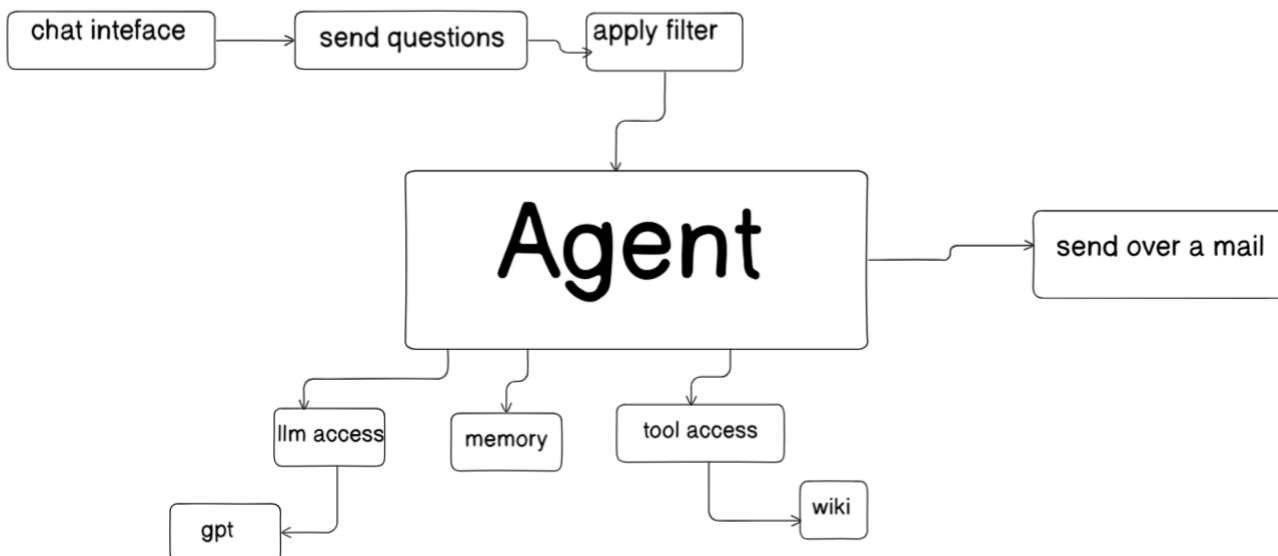 chat inteface
send questions
apply filter
Agent
send over a mail
llm access
memory
tool access
wiki
gpt